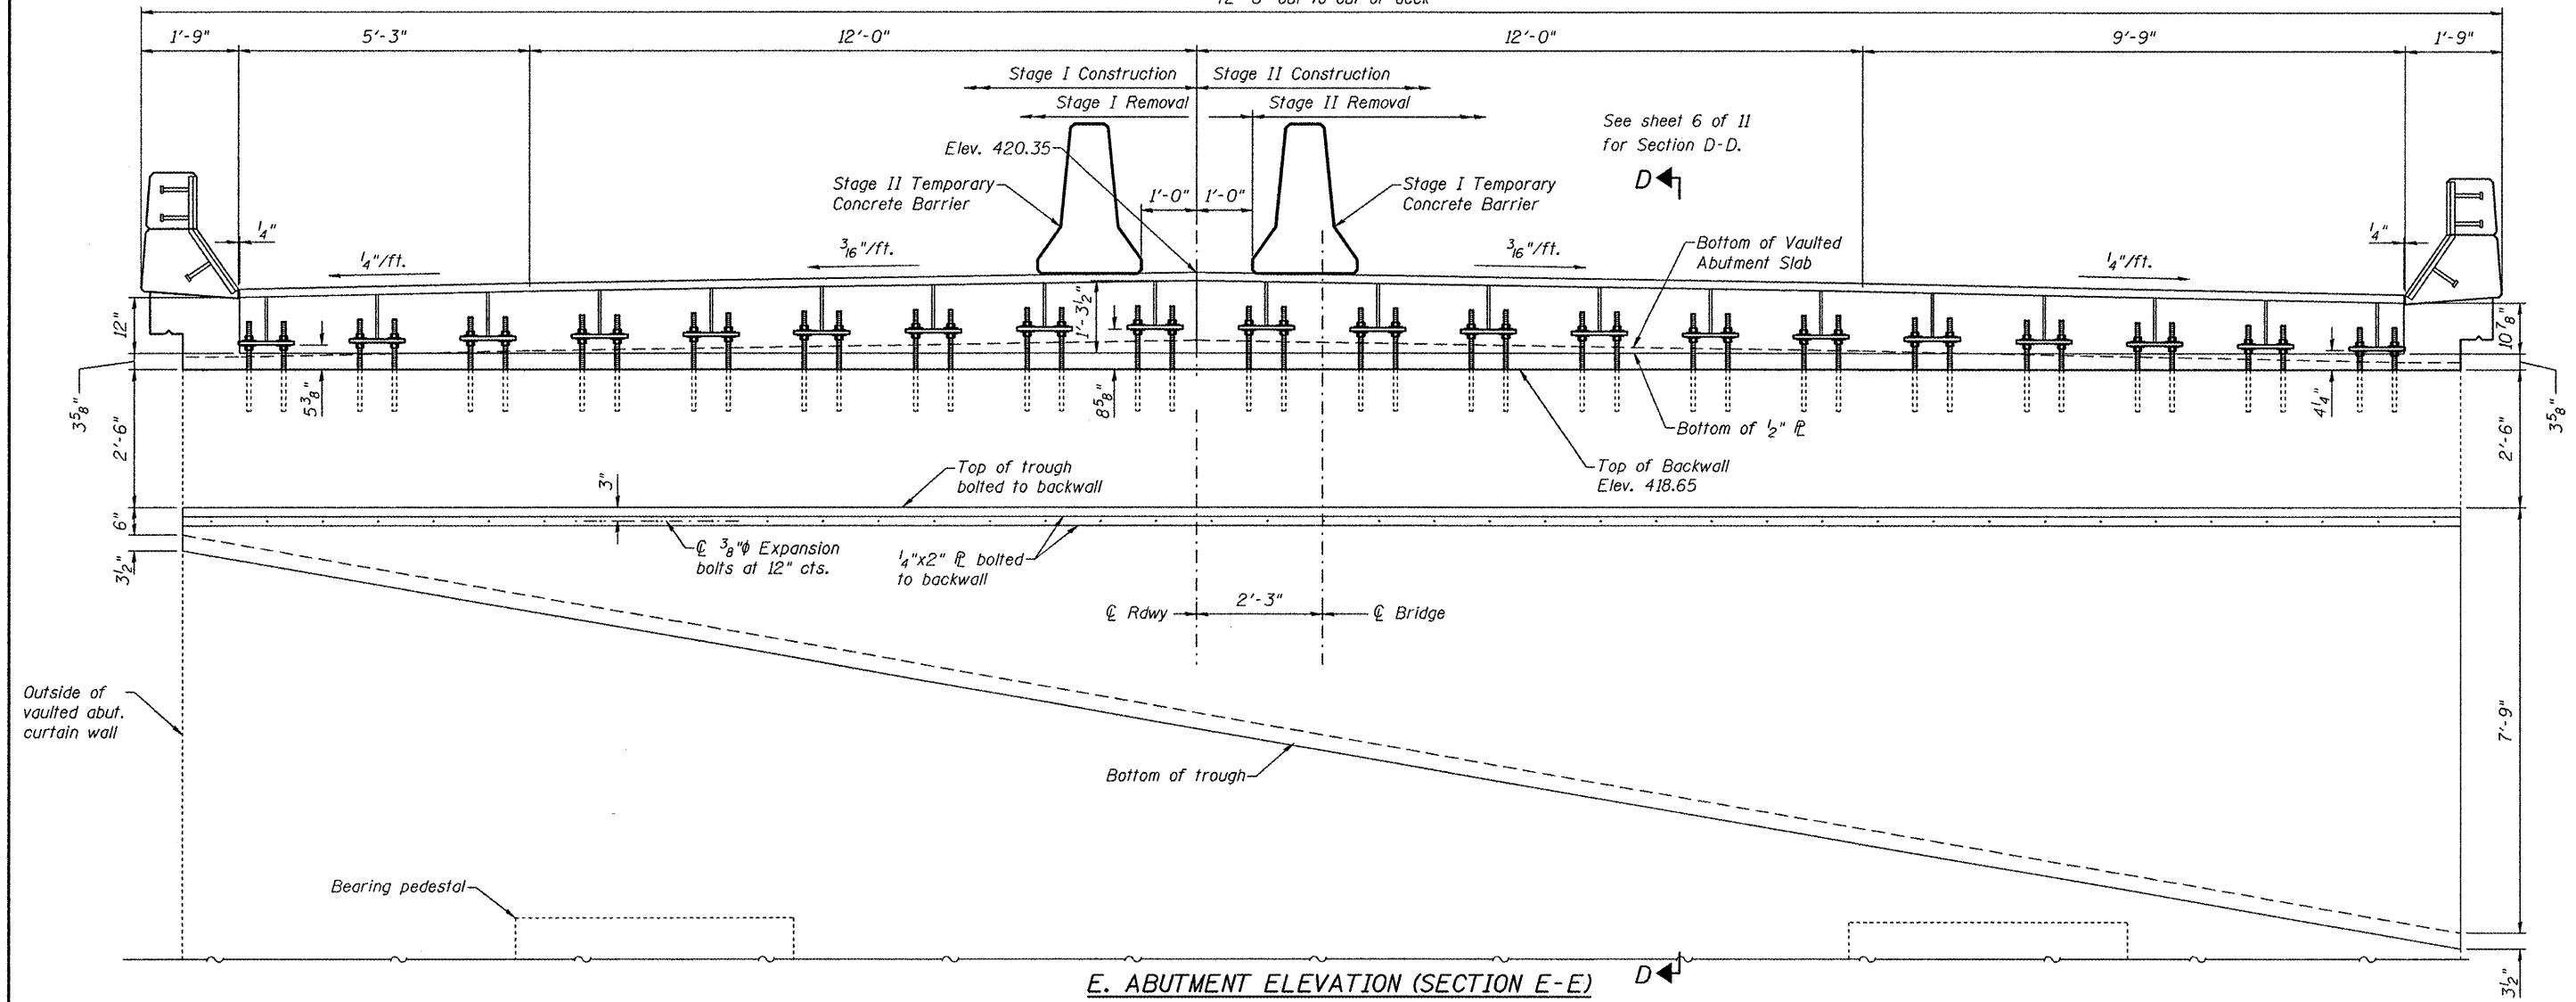 out to out of deck
1'-9"
5'-3"
12'-0"
12'-0"
9'-9"
1'-9"
Stage I Construction
Stage II Construction
Stage I Removal
Stage II Removal
See sheet 6 of 11
for Section D-D.
Elev. 420.35
D
Stage II Temporary
Concrete Barrier
1'-0"
1'-0"
Stage I Temporary
Concrete Barrier
1/4"
1/4"
1/4"/ft.
3/16"/ft.
3/16"/ft.
Bottom of Vaulted
Abutment Slab
1/4"/ft.
12"
1'-3 1/2"
10 7/8"
3 5/8"
5 3/8"
8 5/8"
4 1/4"
3 5/8"
Bottom of 1/2" ℄
2'-6"
2'-6"
Top of trough
bolted to backwall
Top of Backwall
Elev. 418.65
3"
6"
3 1/2"
℄ 3/8"φ Expansion
bolts at 12" cts.
1/4"x2" ℄ bolted
to backwall
℄ Rdwy
2'-3"
℄ Bridge
Outside of
vaulted abut.
curtain wall
7'-9"
Bottom of trough
Bearing pedestal
D
3 1/2"
E. ABUTMENT ELEVATION (SECTION E-E)